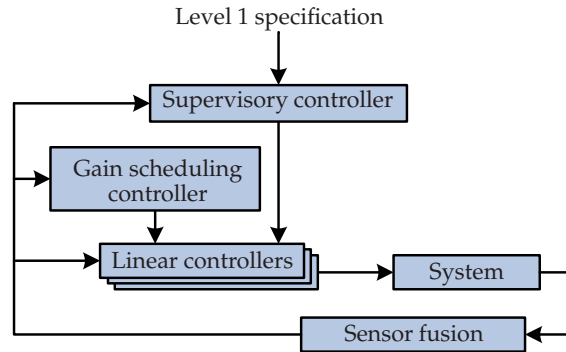 Level 1 specification
Supervisory controller
Gain scheduling
controller
Linear controllers
System
Sensor fusion